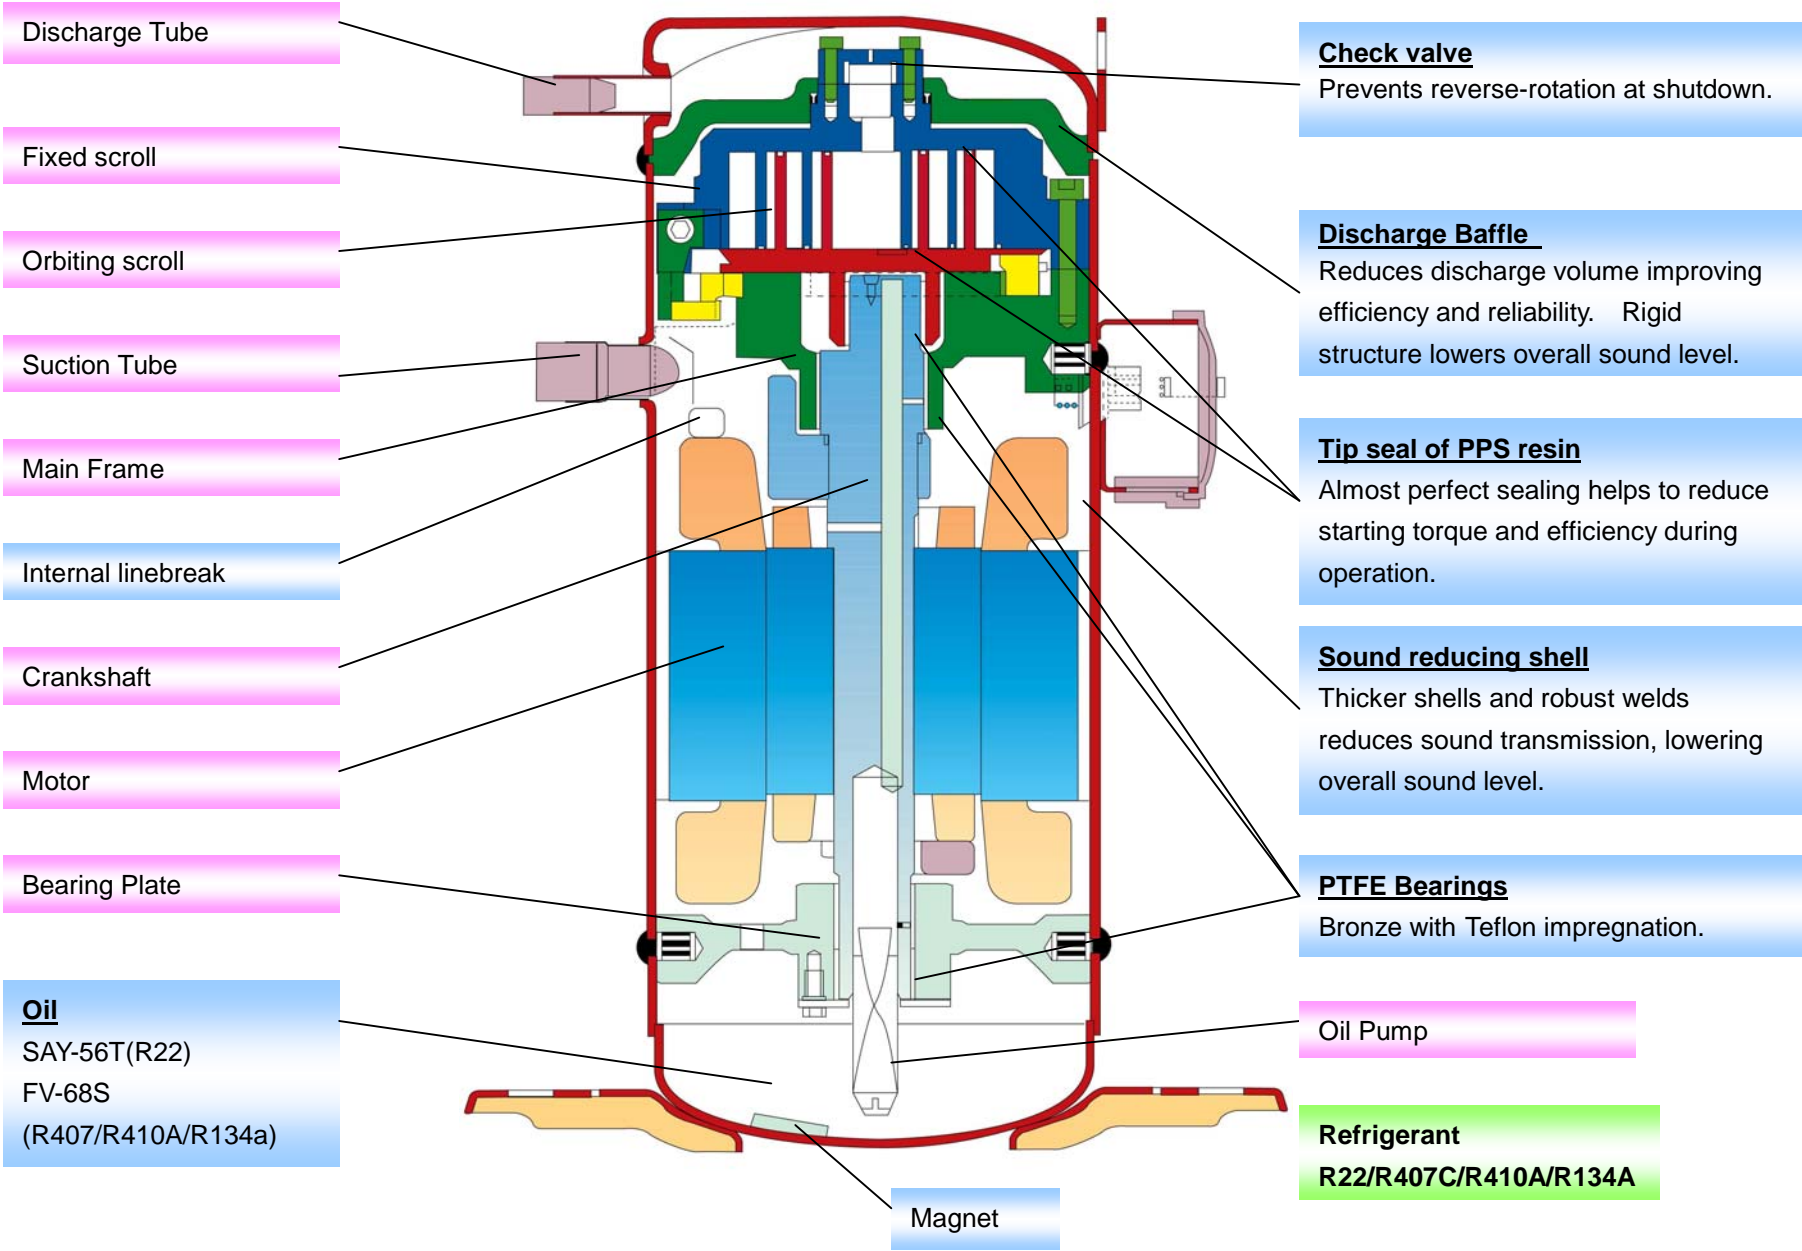 Discharge Tube
Fixed scroll
Orbiting scroll
Suction Tube
Main Frame
Internal linebreak
Crankshaft
Motor
Bearing Plate
Oil
SAY-56T(R22)
FV-68S
(R407/R410A/R134a)
Check valve
Prevents reverse-rotation at shutdown.
Discharge Baffle
Reduces discharge volume improving
efficiency and reliability. Rigid
structure lowers overall sound level.
Tip seal of PPS resin
Almost perfect sealing helps to reduce
starting torque and efficiency during
operation.
Sound reducing shell
Thicker shells and robust welds
reduces sound transmission, lowering
overall sound level.
PTFE Bearings
Bronze with Teflon impregnation.
Oil Pump
Refrigerant
R22/R407C/R410A/R134A
Magnet